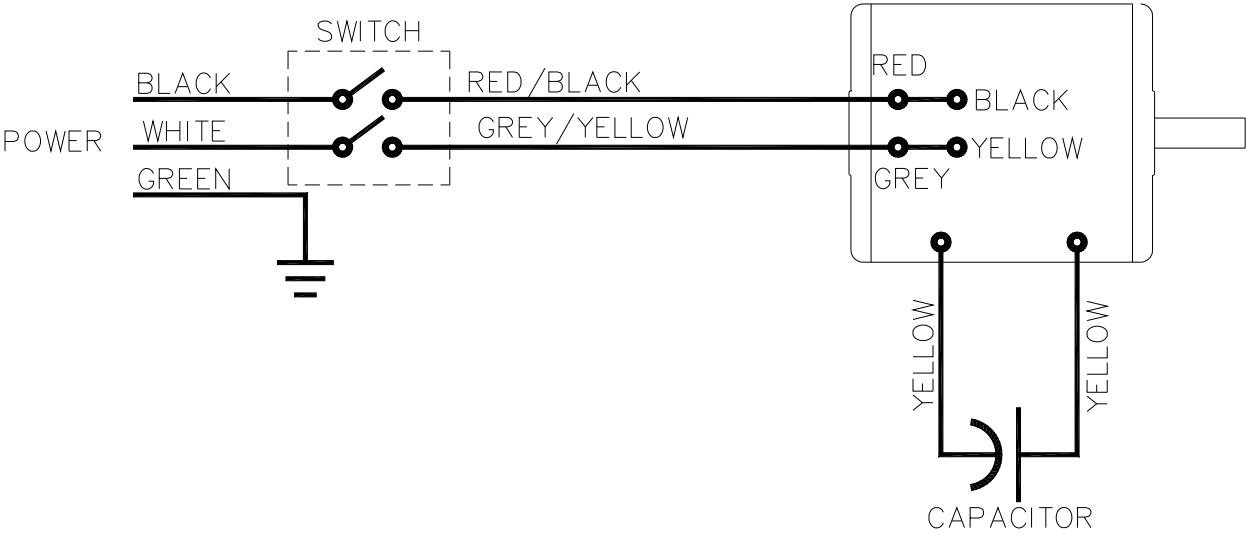 SWITCH
BLACK
RED/BLACK
RED
BLACK
POWER
WHITE
GREY/YELLOW
YELLOW
GREEN
GREY
YELLOW
YELLOW
CAPACITOR